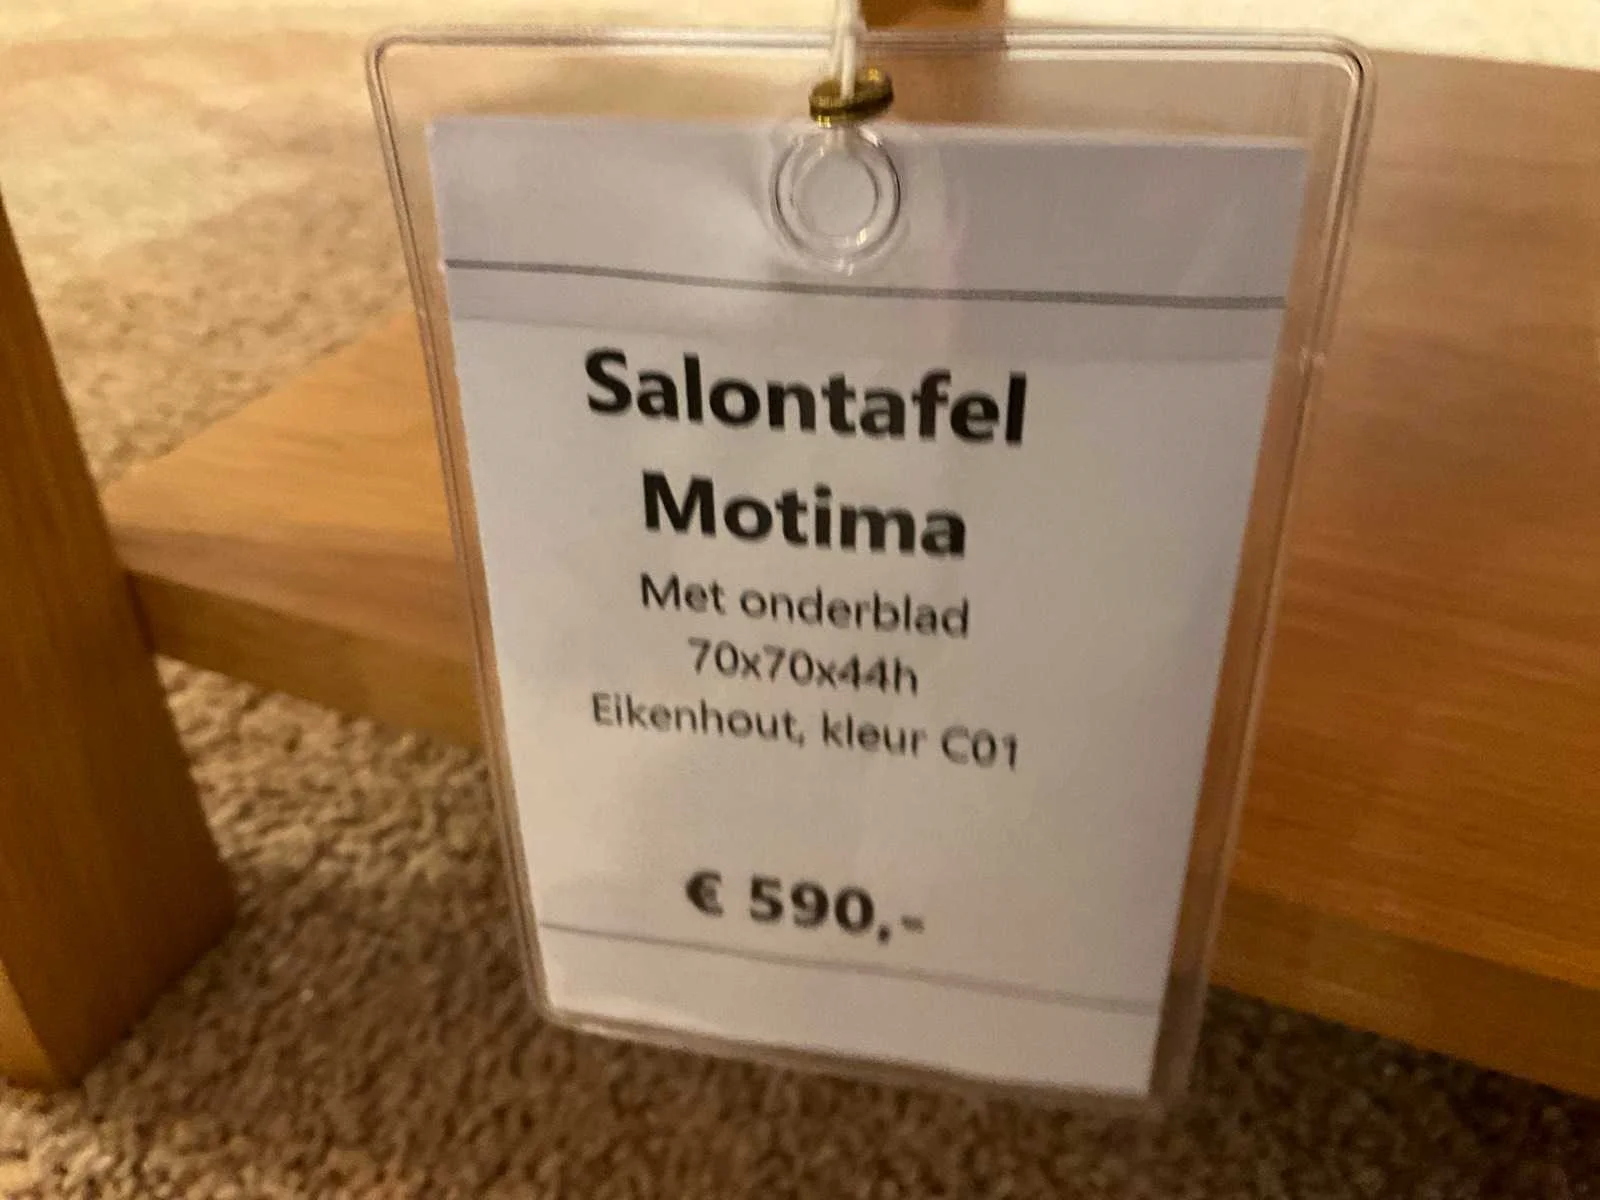 Salontafel
Motima
Met onderblad
70x70x44h
Eikenhout, kleur C01
€ 590,-